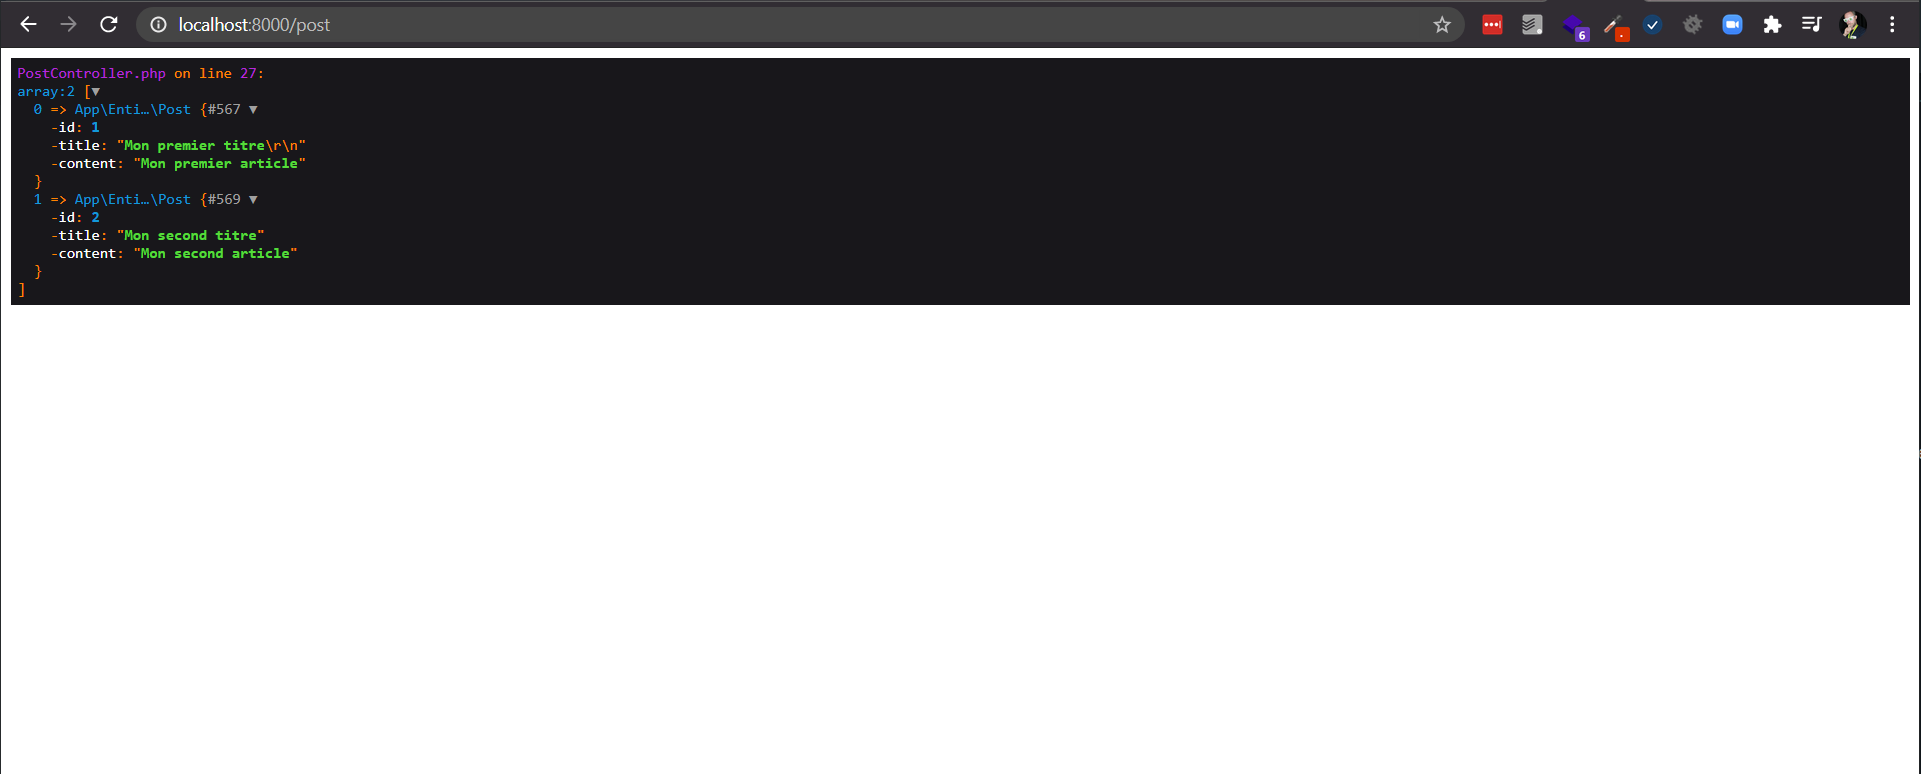 localhost:8000/post
6
PostController.php on line 27:
array:2 [▼
  0 => App\Enti…\Post {#567 ▼
    -id: 1
    -title: "Mon premier titre\r\n"
    -content: "Mon premier article"
  }
  1 => App\Enti…\Post {#569 ▼
    -id: 2
    -title: "Mon second titre"
    -content: "Mon second article"
  }
]